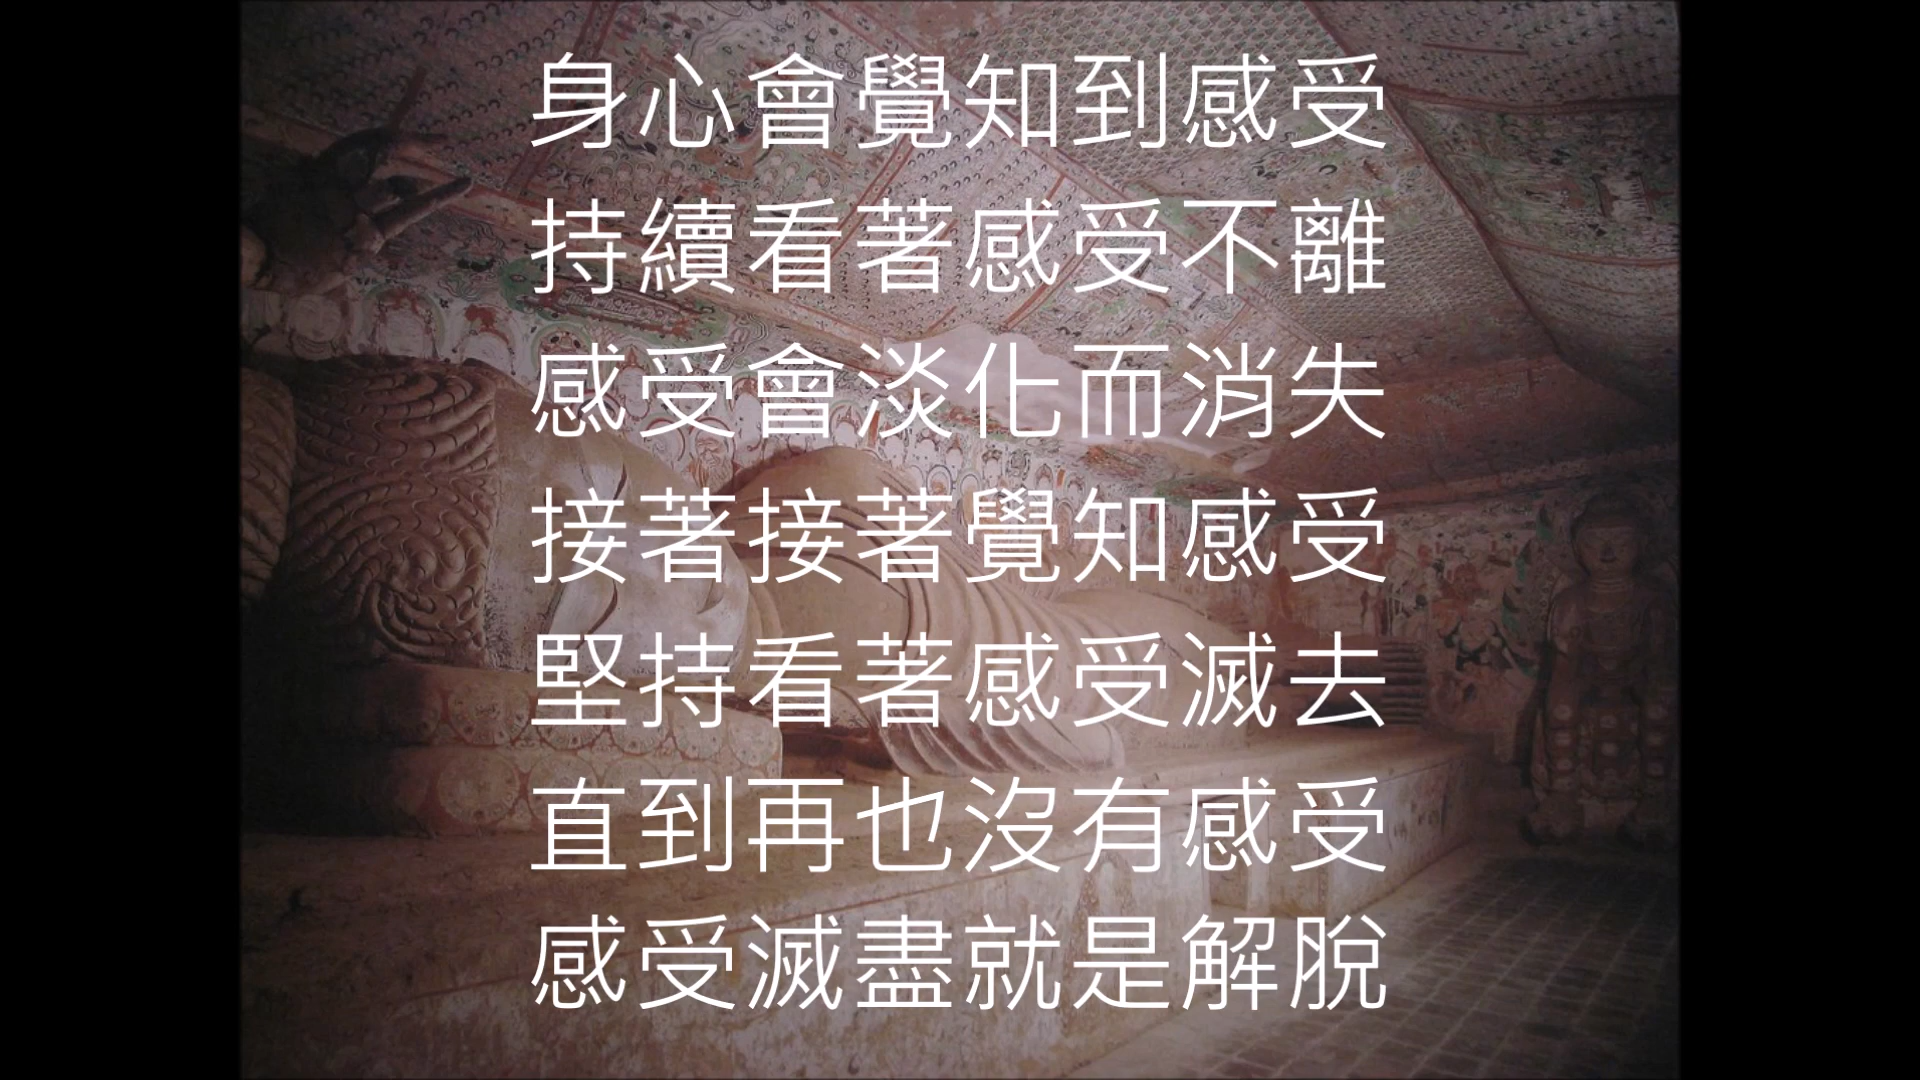 身心會覺知到感受
持續看著感受不離
感受會淡化而消失
接著接著覺知感受
堅持看著感受滅去
直到再也沒有感受
感受滅盡就是解脫